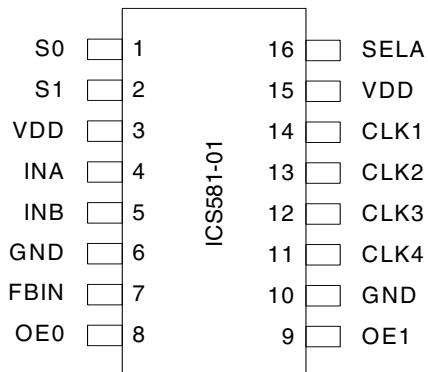 S0 1 16 SELA
S1 2 15 VDD
VDD 3 14 CLK1
INA 4 13 CLK2
INB 5 12 CLK3
GND 6 11 CLK4
FBIN 7 10 GND
OE0 8 9 OE1
ICS581-01